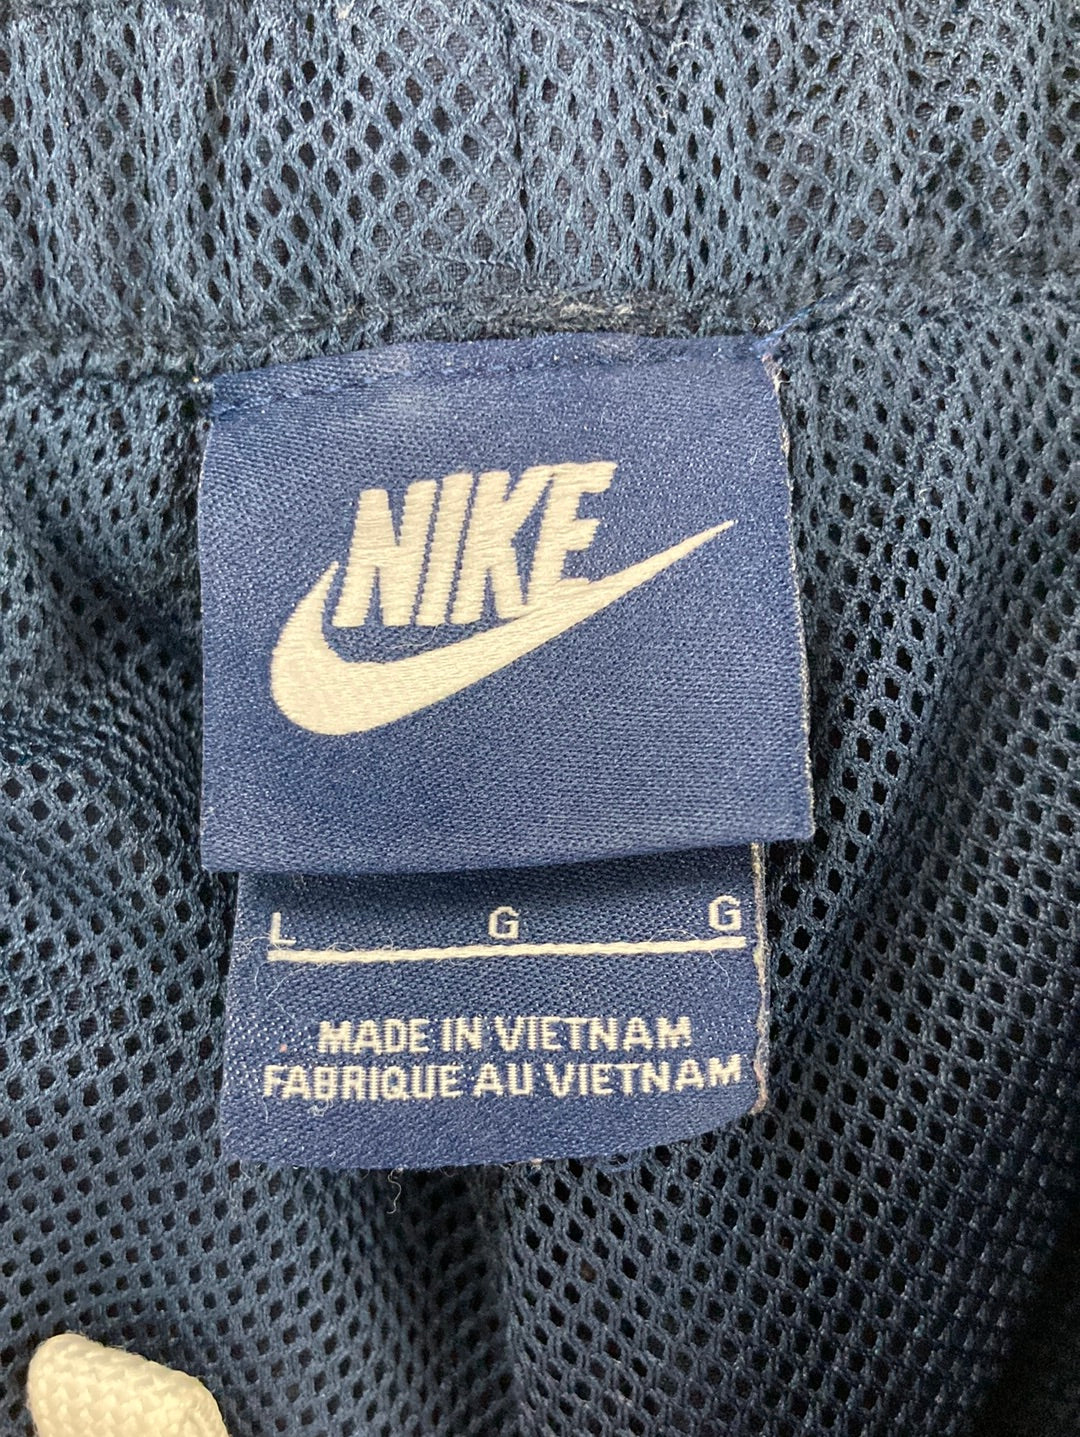 NIKE
L G G
MADE IN VIETNAM
FABRIQUE AU VIETNAM